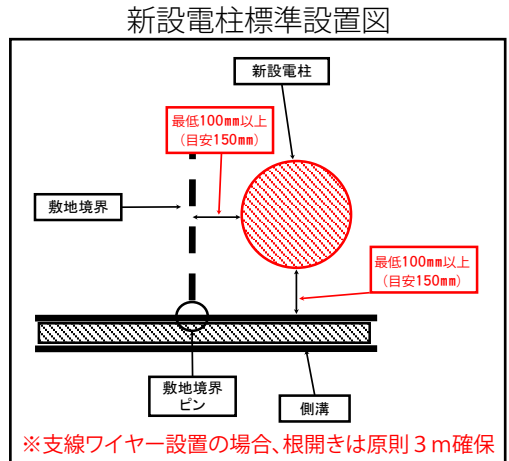 新設電柱標準設置図
新設電柱
最低100㎜以上
（目安150㎜）
敷地境界
最低100㎜以上
（目安150㎜）
敷地境界
ピン
側溝
※支線ワイヤー設置の場合、根開きは原則３ｍ確保